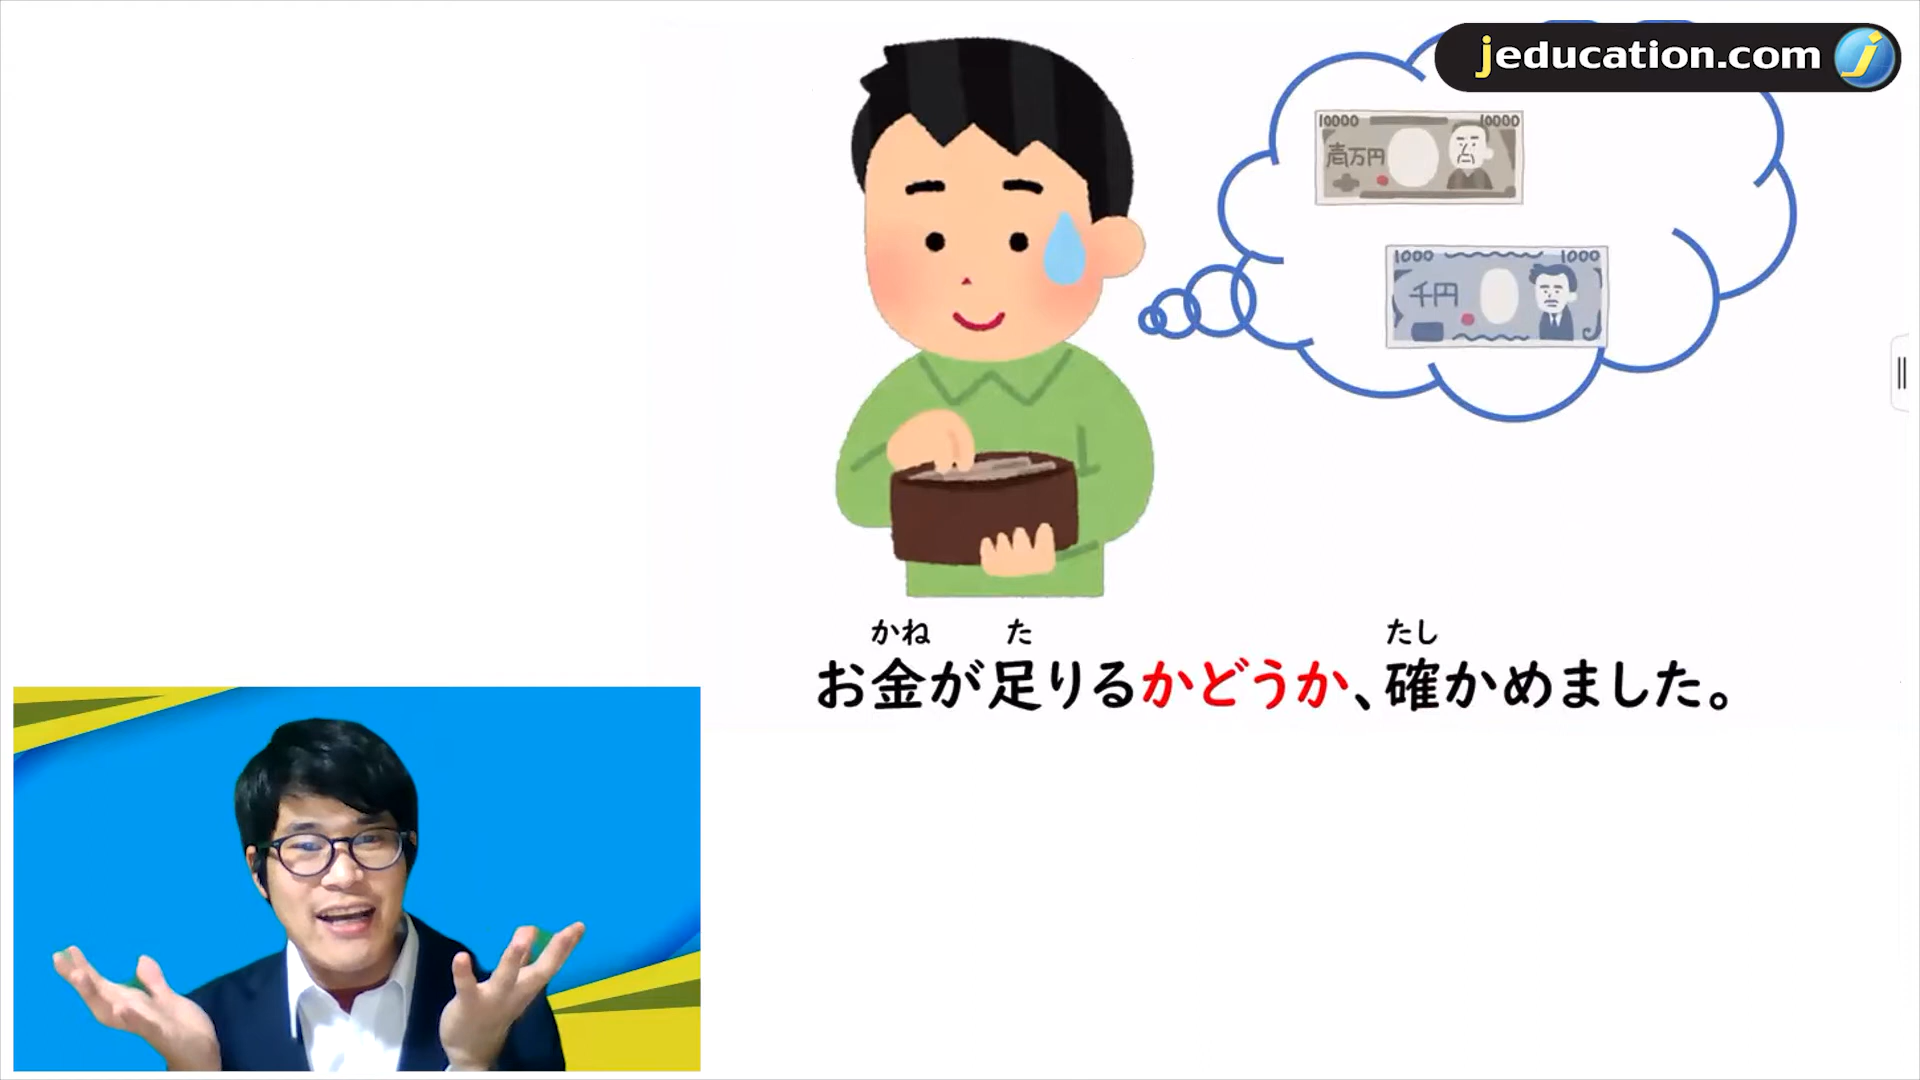 jeducation.com
10000 10000
壱万円
1000 1000
千円
かね た たし
お金が足りるかどうか、確かめました。